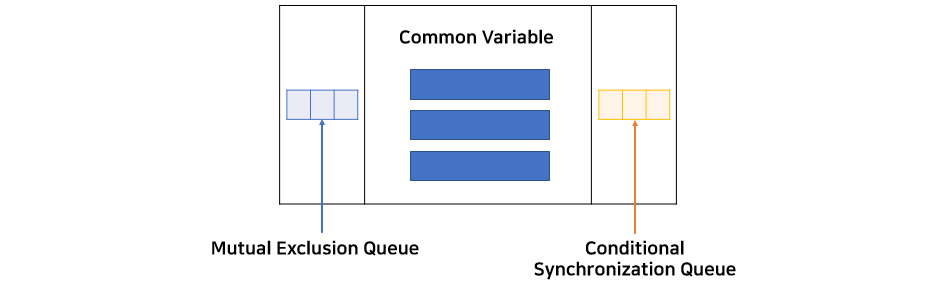 Common Variable
Mutual Exclusion Queue
Conditional
Synchronization Queue